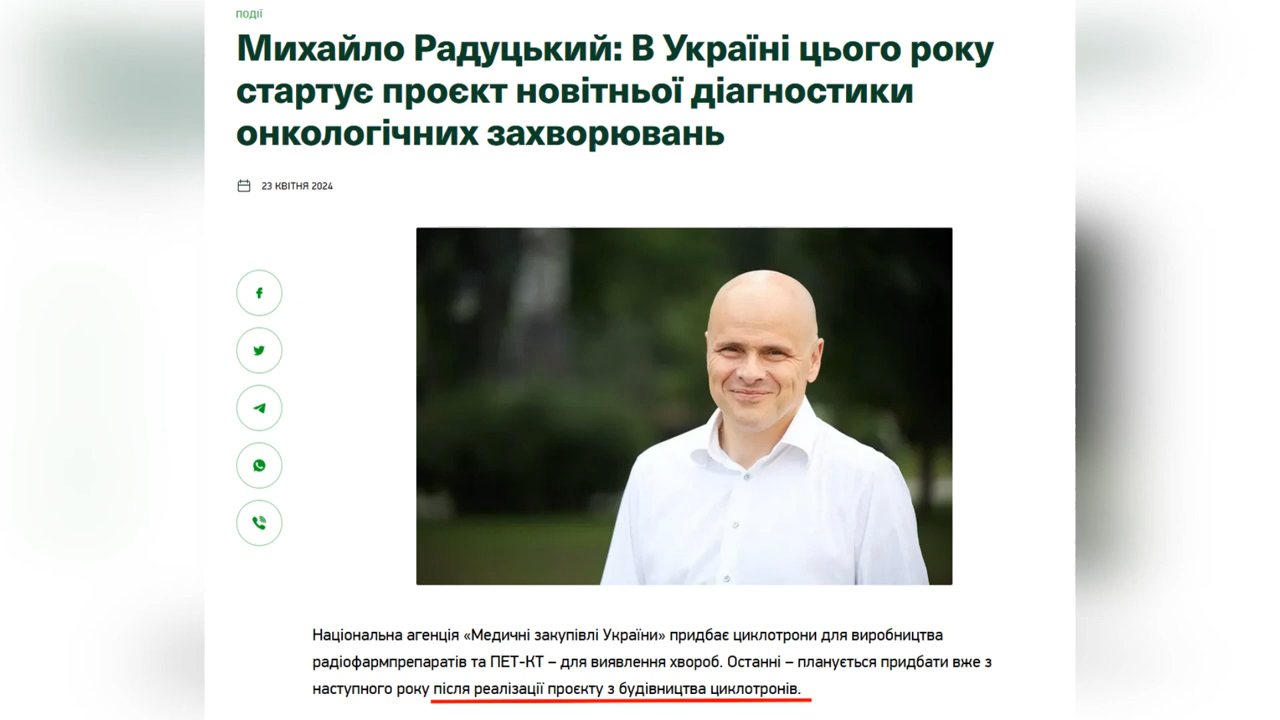 ПОДІЇ
Михайло Радуцький: В Україні цього року
стартує проєкт новітньої діагностики
онкологічних захворювань
23 КВІТНЯ 2024
Національна агенція «Медичні закупівлі України» придбає циклотрони для виробництва
радіофармпрепаратів та ПЕТ-КТ – для виявлення хвороб. Останні – планується придбати вже з
наступного року після реалізації проєкту з будівництва циклотронів.